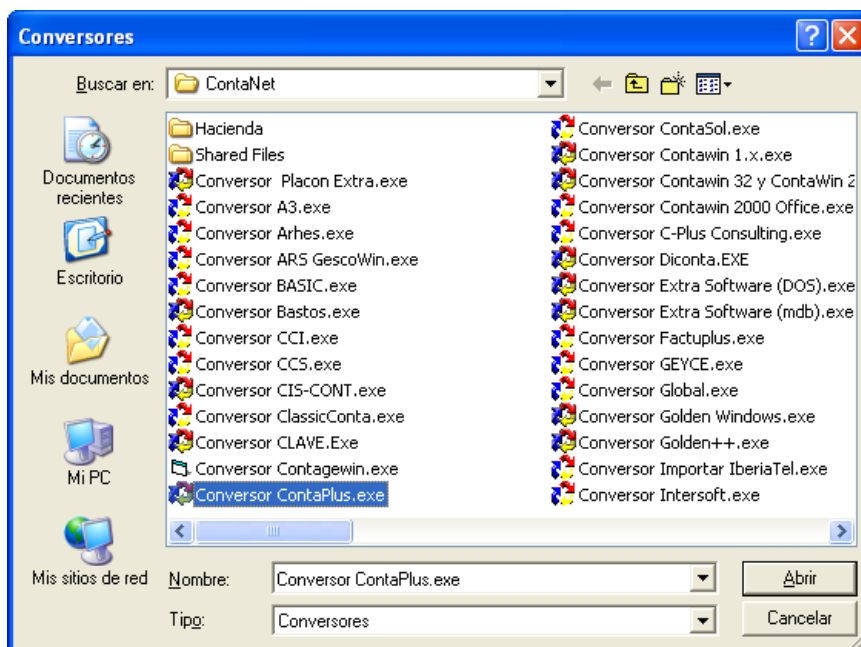 Conversores
Buscar en:
ContaNet
Documentos
recientes
Escritorio
Mis documentos
Mi PC
Mis sitios de red
Hacienda
Shared Files
Conversor  Placon Extra.exe
Conversor A3.exe
Conversor Arhes.exe
Conversor ARS GescoWin.exe
Conversor BASIC.exe
Conversor Bastos.exe
Conversor CCI.exe
Conversor CCS.exe
Conversor CIS-CONT.exe
Conversor ClassicConta.exe
Conversor CLAVE.Exe
Conversor Contagewin.exe
Conversor ContaPlus.exe
Conversor ContaSol.exe
Conversor Contawin 1.x.exe
Conversor Contawin 32 y ContaWin 2
Conversor Contawin 2000 Office.exe
Conversor C-Plus Consulting.exe
Conversor Diconta.EXE
Conversor Extra Software (DOS).exe
Conversor Extra Software (mdb).exe
Conversor Factuplus.exe
Conversor GEYCE.exe
Conversor Global.exe
Conversor Golden Windows.exe
Conversor Golden++.exe
Conversor Importar IberiaTel.exe
Conversor Intersoft.exe
Nombre:
Conversor ContaPlus.exe
Abrir
Tipo:
Conversores
Cancelar